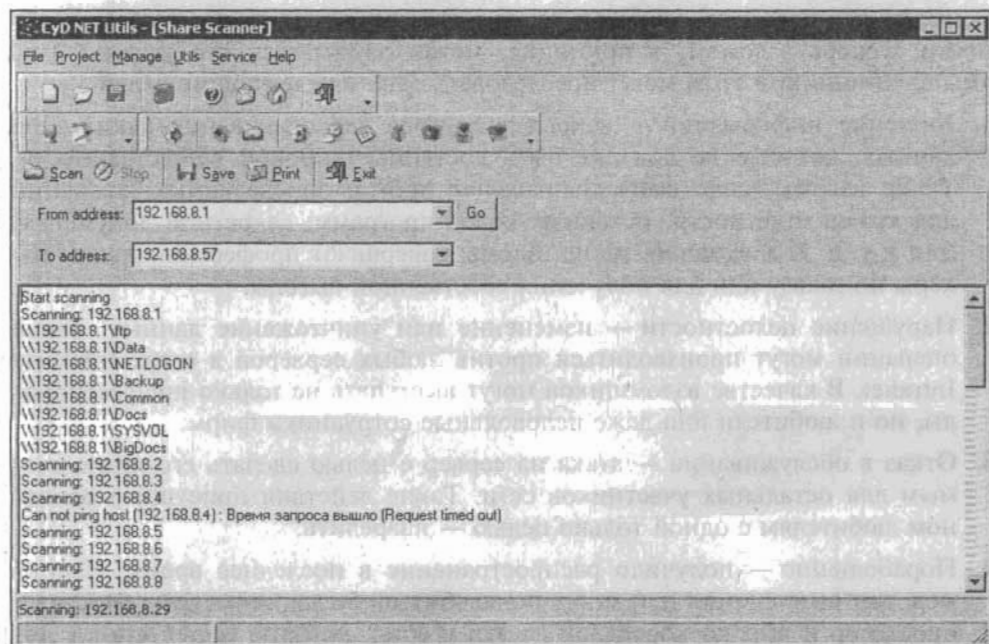 CyD NET Utils - [Share Scanner]
File Project Manage Utils Service Help
Scan Stop Save Print Exit
From address: 192.168.8.1 Go
To address: 192.168.8.57
Start scanning
Scanning: 192.168.8.1
\\192.168.8.1\ftp
\\192.168.8.1\Data
\\192.168.8.1\NETLOGON
\\192.168.8.1\Backup
\\192.168.8.1\Common
\\192.168.8.1\Docs
\\192.168.8.1\SYSVOL
\\192.168.8.1\BigDocs
Scanning: 192.168.8.2
Scanning: 192.168.8.3
Scanning: 192.168.8.4
Can not ping host (192.168.8.4) : Время запроса вышло (Request timed out)
Scanning: 192.168.8.5
Scanning: 192.168.8.6
Scanning: 192.168.8.7
Scanning: 192.168.8.8
Scanning: 192.168.8.29